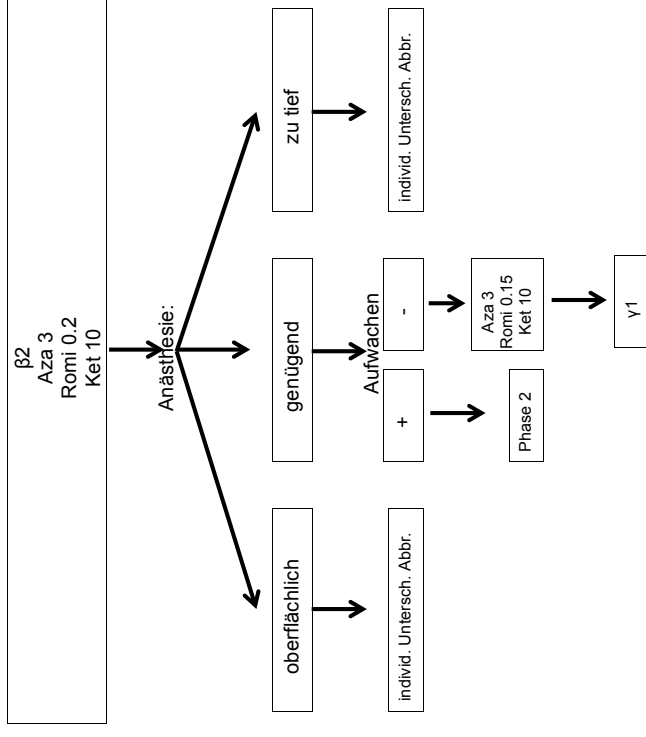 β2
Aza 3
Romi 0.2
Ket 10
Anästhesie:
oberflächlich
genügend
zu tief
individ. Untersch. Abbr.
Aufwachen
individ. Untersch. Abbr.
+
-
Phase 2
Aza 3
Romi 0.15
Ket 10
γ1